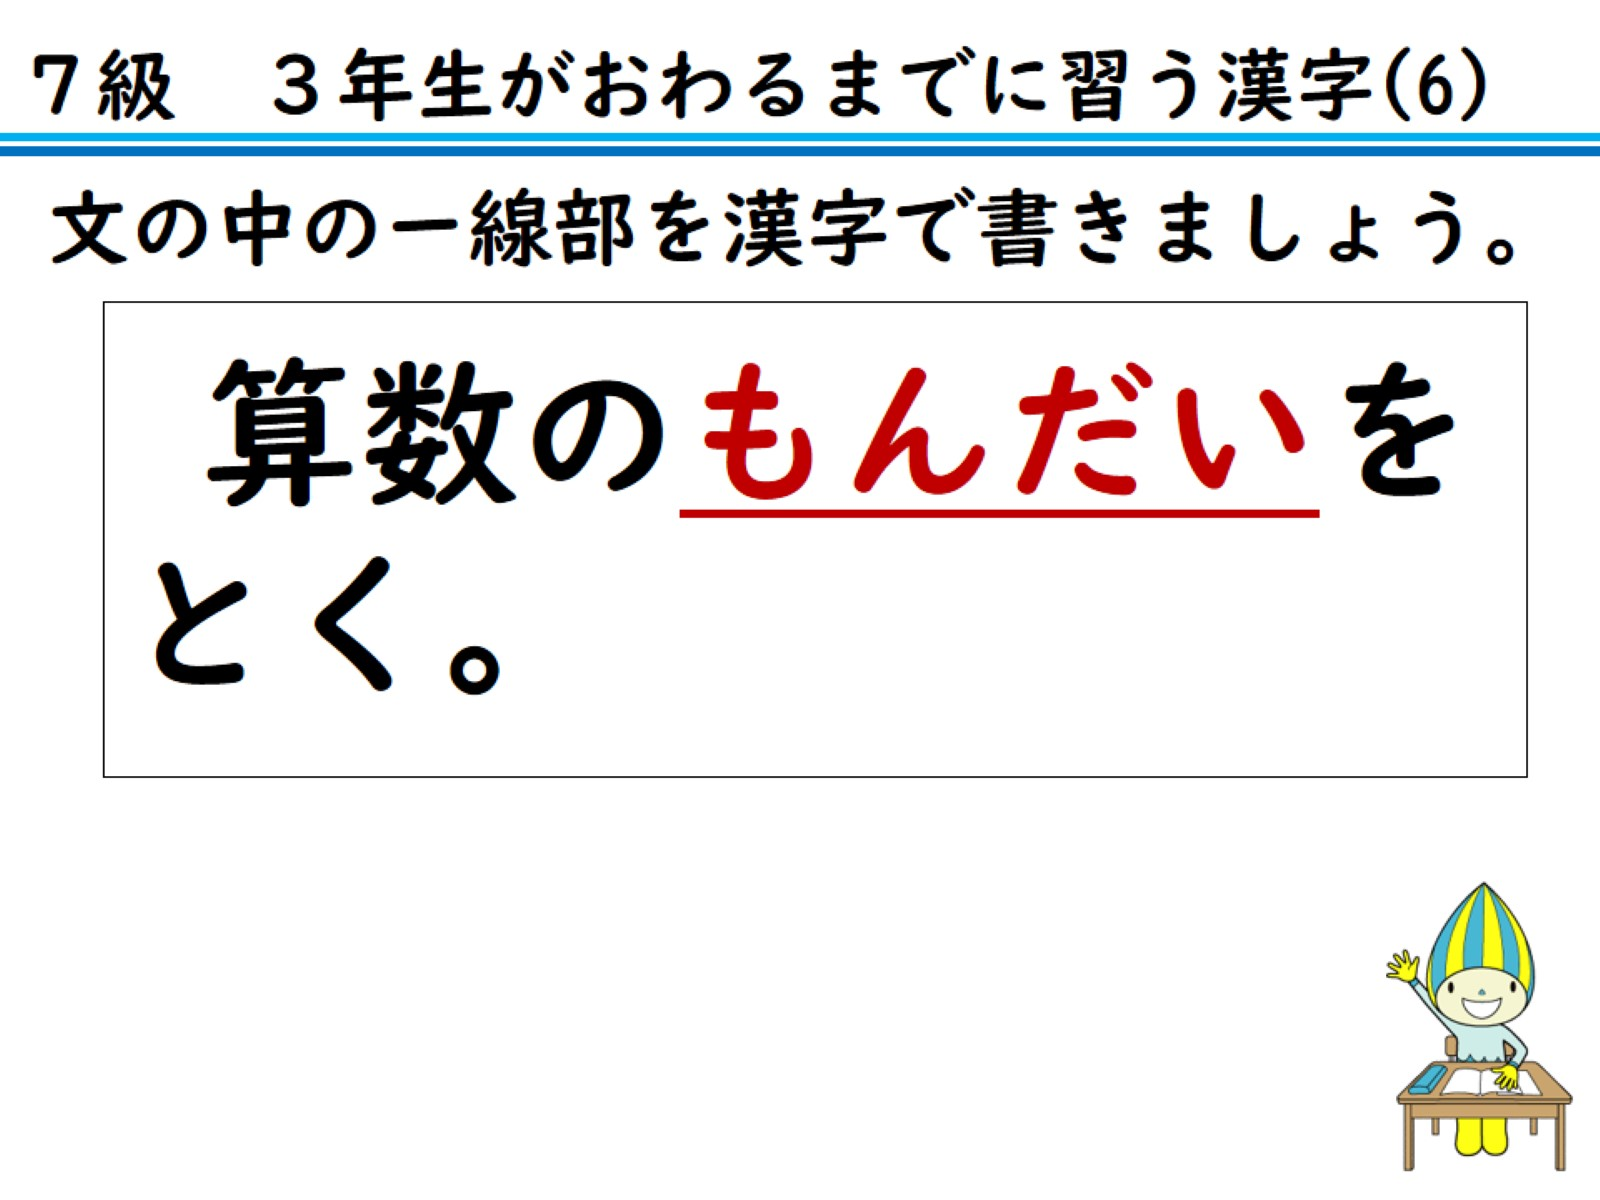 ７級　３年生がおわるまでに習う漢字(6)
文の中の一線部を漢字で書きましょう。
算数のもんだいを
とく。